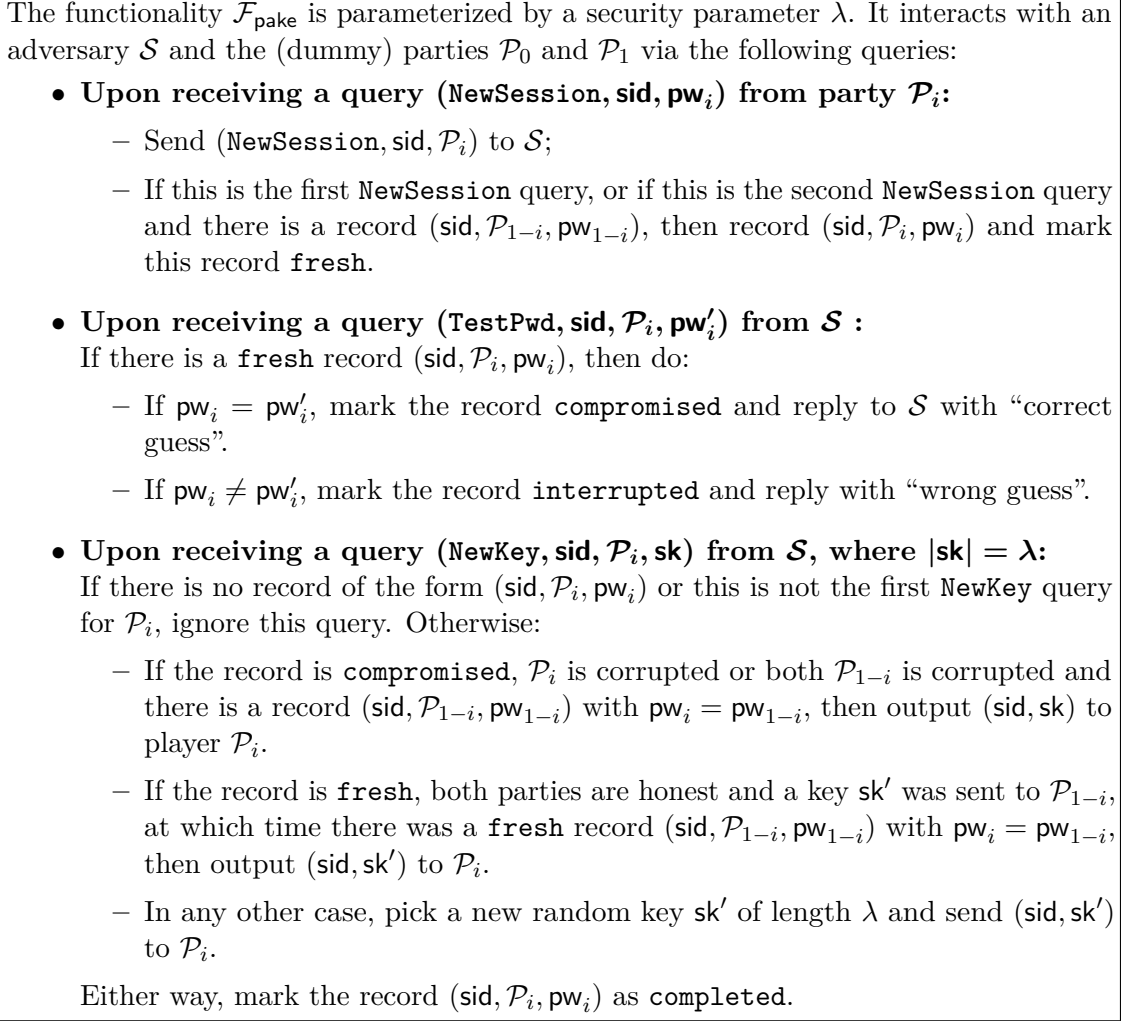 The functionality F_pake is parameterized by a security parameter λ. It interacts with an
adversary S and the (dummy) parties P_0 and P_1 via the following queries:
• Upon receiving a query (NewSession, sid, pw_i) from party P_i:
– Send (NewSession, sid, P_i) to S;
– If this is the first NewSession query, or if this is the second NewSession query
and there is a record (sid, P_{1−i}, pw_{1−i}), then record (sid, P_i, pw_i) and mark
this record fresh.
• Upon receiving a query (TestPwd, sid, P_i, pw′_i) from S :
If there is a fresh record (sid, P_i, pw_i), then do:
– If pw_i = pw′_i, mark the record compromised and reply to S with “correct
guess”.
– If pw_i ≠ pw′_i, mark the record interrupted and reply with “wrong guess”.
• Upon receiving a query (NewKey, sid, P_i, sk) from S, where |sk| = λ:
If there is no record of the form (sid, P_i, pw_i) or this is not the first NewKey query
for P_i, ignore this query. Otherwise:
– If the record is compromised, P_i is corrupted or both P_{1−i} is corrupted and
there is a record (sid, P_{1−i}, pw_{1−i}) with pw_i = pw_{1−i}, then output (sid, sk) to
player P_i.
– If the record is fresh, both parties are honest and a key sk′ was sent to P_{1−i},
at which time there was a fresh record (sid, P_{1−i}, pw_{1−i}) with pw_i = pw_{1−i},
then output (sid, sk′) to P_i.
– In any other case, pick a new random key sk′ of length λ and send (sid, sk′)
to P_i.
Either way, mark the record (sid, P_i, pw_i) as completed.